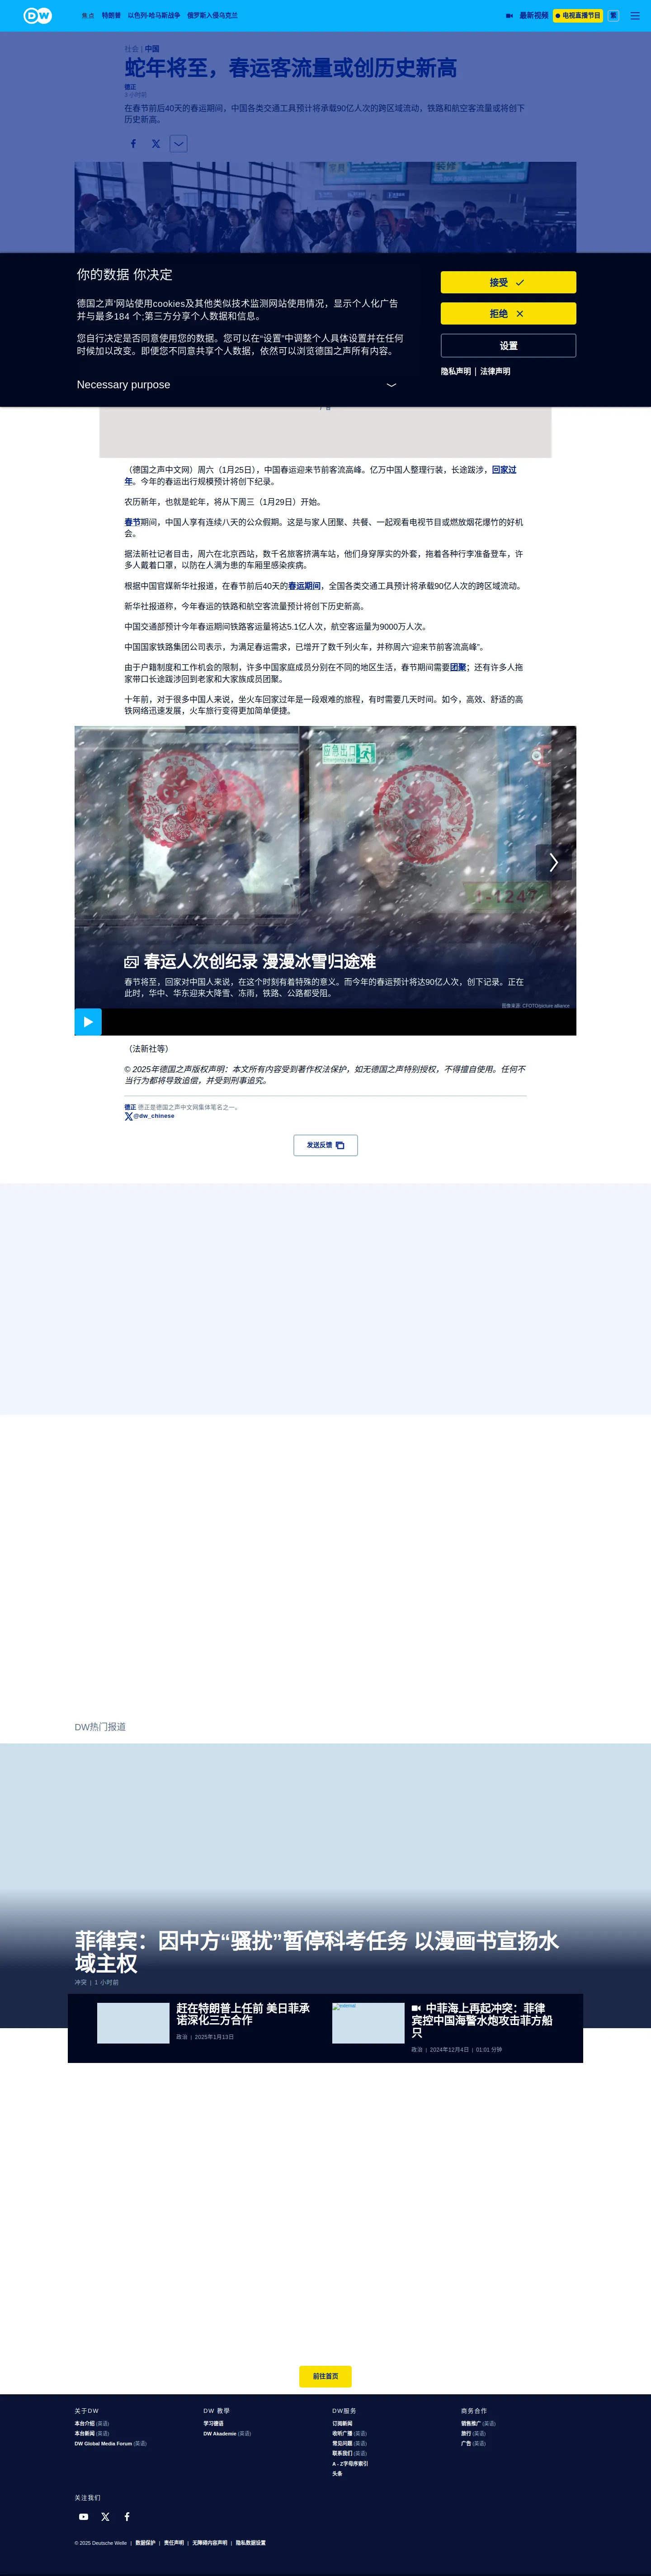 DW
焦点 特朗普 以色列-哈马斯战争 俄罗斯入侵乌克兰 最新视频 电视直播节目 繁
社会 | 中国
蛇年将至，春运客流量或创历史新高
德正
在春节前后40天的春运期间，中国各类交通工具预计将承载90亿人次的跨区域流动，铁路和航空客流量或将创下
历史新高。
你的数据 你决定
德国之声'网站使用cookies及其他类似技术监测网站使用情况，显示个人化广告
并与最多184 个;第三方分享个人数据和信息。
您自行决定是否同意使用您的数据。您可以在“设置”中调整个人具体设置并在任何
时候加以改变。即便您不同意共享个人数据，依然可以浏览德国之声所有内容。
Necessary purpose
接受
拒绝
设置
隐私声明 | 法律声明
广告
（德国之声中文网）周六（1月25日），中国春运迎来节前客流高峰。亿万中国人整理行装，长途跋涉，回家过
年。今年的春运出行规模预计将创下纪录。
农历新年，也就是蛇年，将从下周三（1月29日）开始。
春节期间，中国人享有连续八天的公众假期。这是与家人团聚、共餐、一起观看电视节目或燃放烟花爆竹的好机
会。
据法新社记者目击，周六在北京西站，数千名旅客挤满车站，他们身穿厚实的外套，拖着各种行李准备登车，许
多人戴着口罩，以防在人满为患的车厢里感染疾病。
根据中国官媒新华社报道，在春节前后40天的春运期间，全国各类交通工具预计将承载90亿人次的跨区域流动。
新华社报道称，今年春运的铁路和航空客流量预计将创下历史新高。
中国交通部预计今年春运期间铁路客运量将达5.1亿人次，航空客运量为9000万人次。
中国国家铁路集团公司表示，为满足春运需求，已增开了数千列火车，并称周六“迎来节前客流高峰”。
由于户籍制度和工作机会的限制，许多中国家庭成员分别在不同的地区生活，春节期间需要团聚；还有许多人拖
家带口长途跋涉回到老家和大家族成员团聚。
十年前，对于很多中国人来说，坐火车回家过年是一段艰难的旅程，有时需要几天时间。如今，高效、舒适的高
铁网络迅速发展，火车旅行变得更加简单便捷。
应急出口
春运人次创纪录 漫漫冰雪归途难
春节将至，回家对中国人来说，在这个时刻有着特殊的意义。而今年的春运预计将达90亿人次，创下记录。正在
此时，华中、华东迎来大降雪、冻雨，铁路、公路都受阻。
图像来源: CFOTO/picture alliance
（法新社等）
© 2025年德国之声版权声明：本文所有内容受到著作权法保护，如无德国之声特别授权，不得擅自使用。任何不
当行为都将导致追偿，并受到刑事追究。
德正 德正是德国之声中文网集体笔名之一。
@dw_chinese
发送反馈
DW热门报道
菲律宾：因中方“骚扰”暂停科考任务 以漫画书宣扬水
域主权
冲突 | 1 小时前
赶在特朗普上任前 美日菲承
诺深化三方合作
政治 | 2025年1月13日
external
中菲海上再起冲突：菲律
宾控中国海警水炮攻击菲方船
只
政治 | 2024年12月4日 | 01:01 分钟
前往首页
关于DW
本台介绍 (英语)
本台新闻 (英语)
DW Global Media Forum (英语)
DW 教學
学习德语
DW Akademie (英语)
DW服务
订阅新闻
收听广播 (英语)
常见问题 (英语)
联系我们 (英语)
A - Z字母序索引
头条
商务合作
销售推广 (英语)
旅行 (英语)
广告 (英语)
关注我们
© 2025 Deutsche Welle | 数据保护 | 责任声明 | 无障碍内容声明 | 隐私数据设置